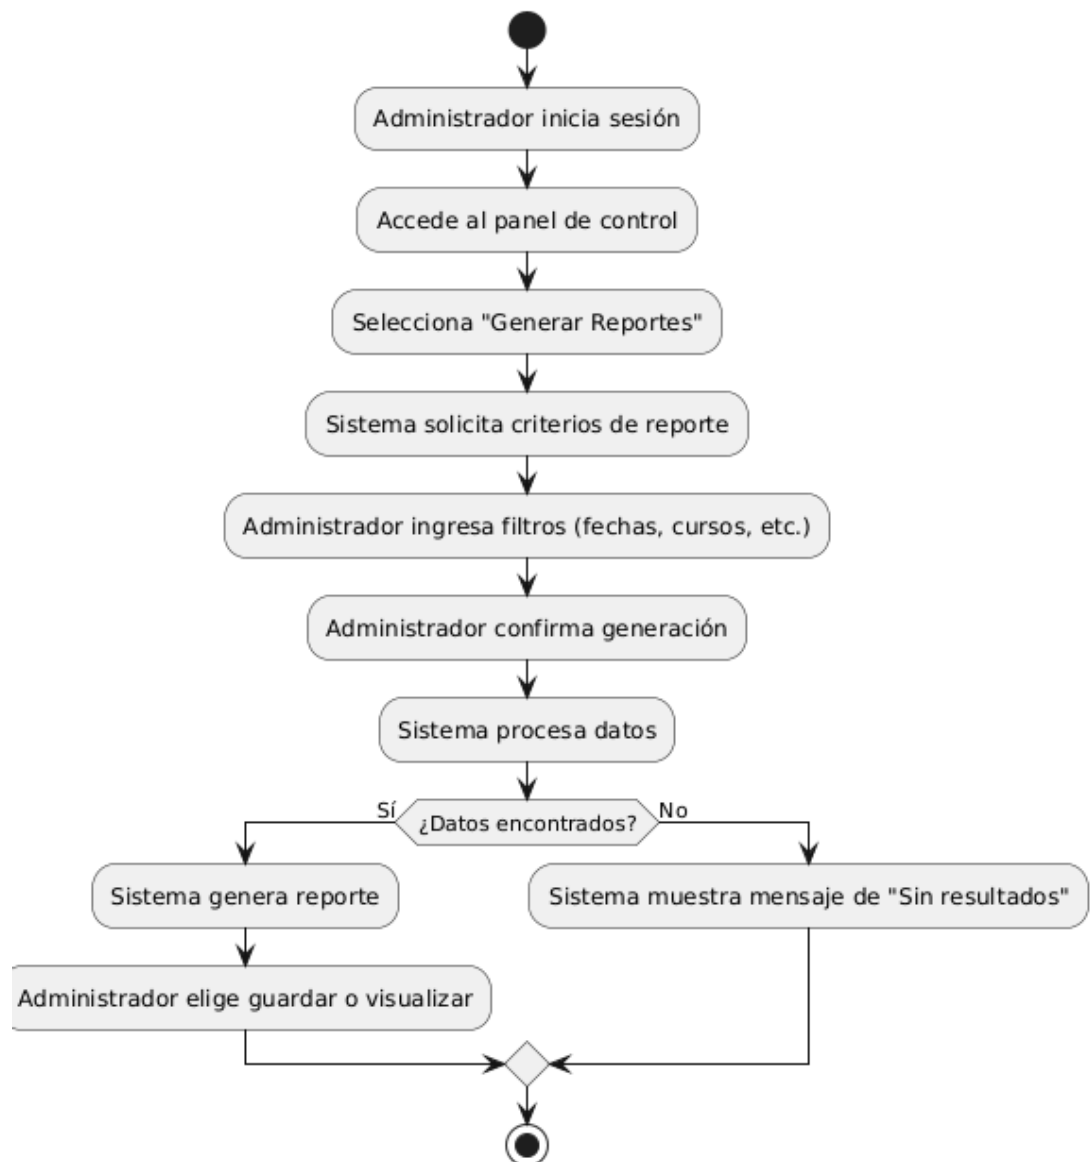 Administrador inicia sesión
Accede al panel de control
Selecciona "Generar Reportes"
Sistema solicita criterios de reporte
Administrador ingresa filtros (fechas, cursos, etc.)
Administrador confirma generación
Sistema procesa datos
Sí
¿Datos encontrados?
No
Sistema genera reporte
Sistema muestra mensaje de "Sin resultados"
Administrador elige guardar o visualizar